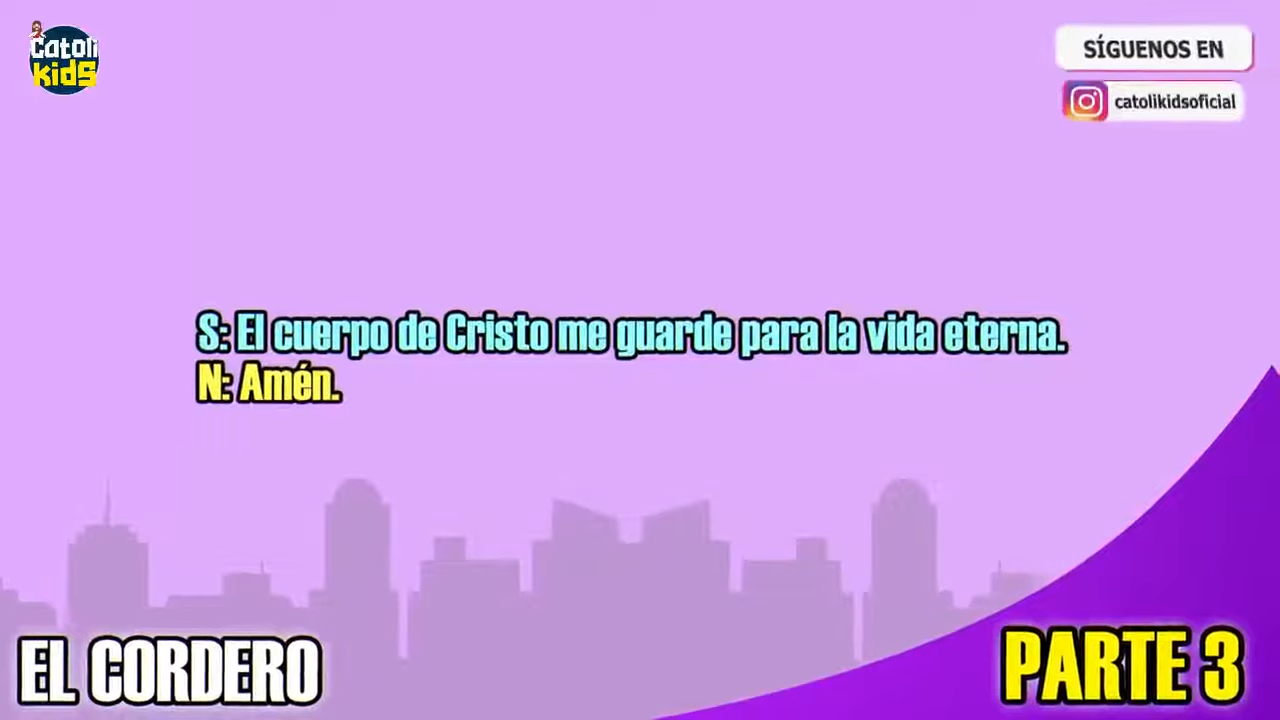 Catoli
kids
SÍGUENOS EN
catolikidsoficial
S: El cuerpo de Cristo me guarde para la vida eterna.
N: Amén.
EL CORDERO
PARTE 3